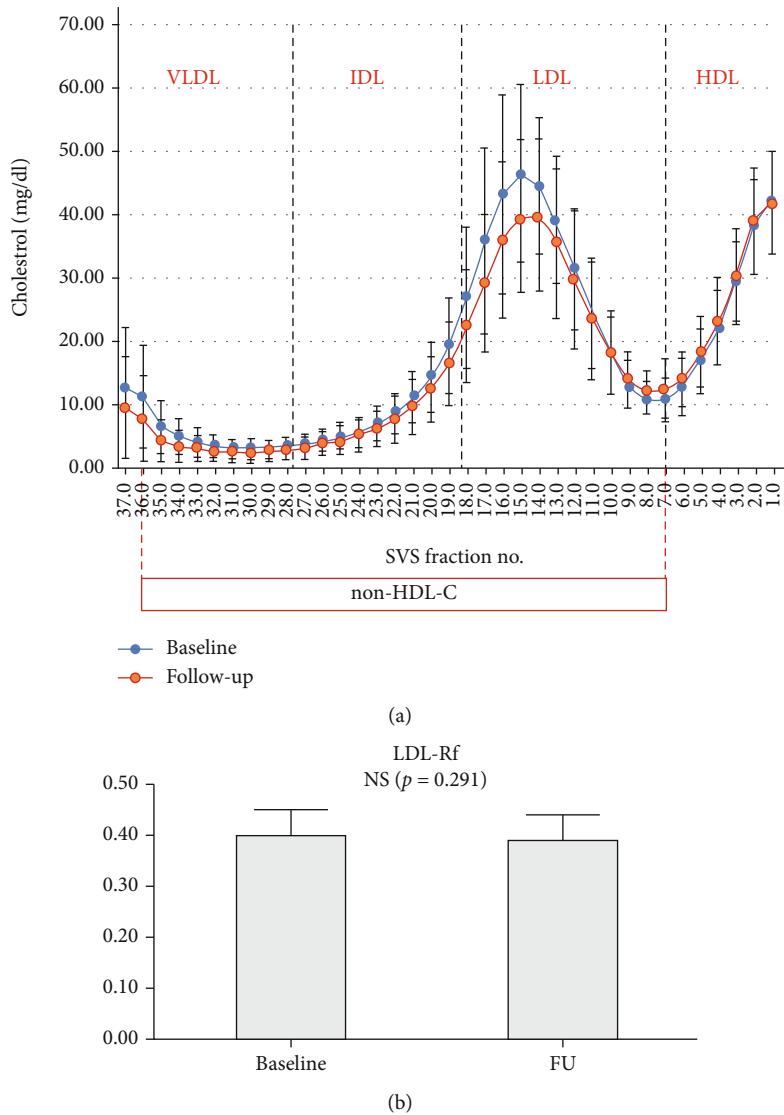 70.00
VLDL IDL LDL HDL
60.00
50.00
40.00
30.00
20.00
10.00
0.00
Cholestrol (mg/dl)
37.0 36.0 35.0 34.0 33.0 32.0 31.0 30.0 29.0 28.0 27.0 26.0 25.0 24.0 23.0 22.0 21.0 20.0 19.0 18.0 17.0 16.0 15.0 14.0 13.0 12.0 11.0 10.0 9.0 8.0 7.0 6.0 5.0 4.0 3.0 2.0 1.0
SVS fraction no.
non-HDL-C
Baseline
Follow-up
(a)
LDL-Rf
NS (p = 0.291)
0.50
0.40
0.30
0.20
0.10
0.00
Baseline FU
(b)